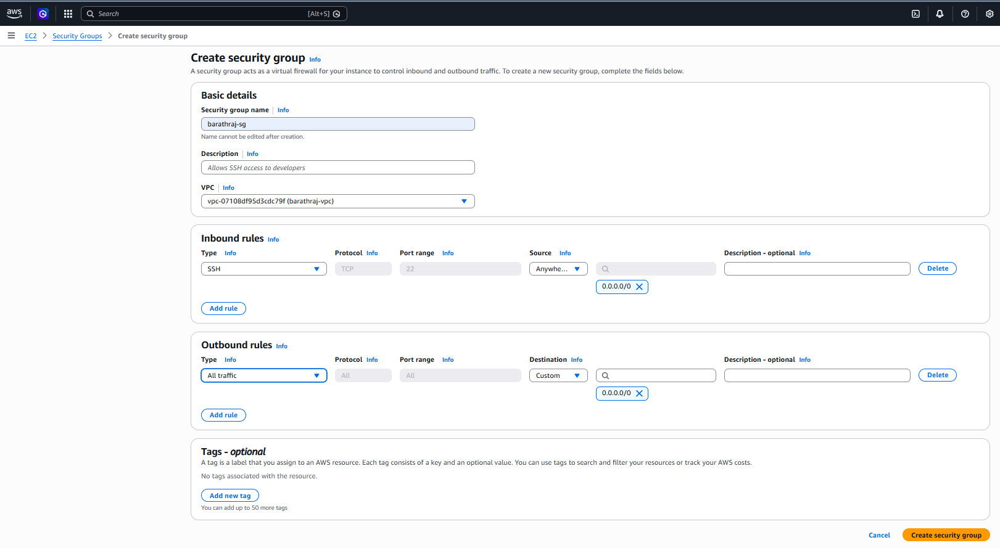 aws Search [Alt+S]
EC2 > Security Groups > Create security group
Create security group Info
A security group acts as a virtual firewall for your instance to control inbound and outbound traffic. To create a new security group, complete the fields below.
Basic details
Security group name Info
barathraj-sg
Name cannot be edited after creation.
Description Info
Allows SSH access to developers
VPC Info
vpc-07108df95d3cdc79f (barathraj-vpc)
Inbound rules Info
Type Info Protocol Info Port range Info Source Info Description - optional Info
SSH TCP 22 Anywhe... Delete
0.0.0.0/0
Add rule
Outbound rules Info
Type Info Protocol Info Port range Info Destination Info Description - optional Info
All traffic All All Custom Delete
0.0.0.0/0
Add rule
Tags - optional
A tag is a label that you assign to an AWS resource. Each tag consists of a key and an optional value. You can use tags to search and filter your resources or track your AWS costs.
No tags associated with the resource.
Add new tag
You can add up to 50 more tags
Cancel Create security group